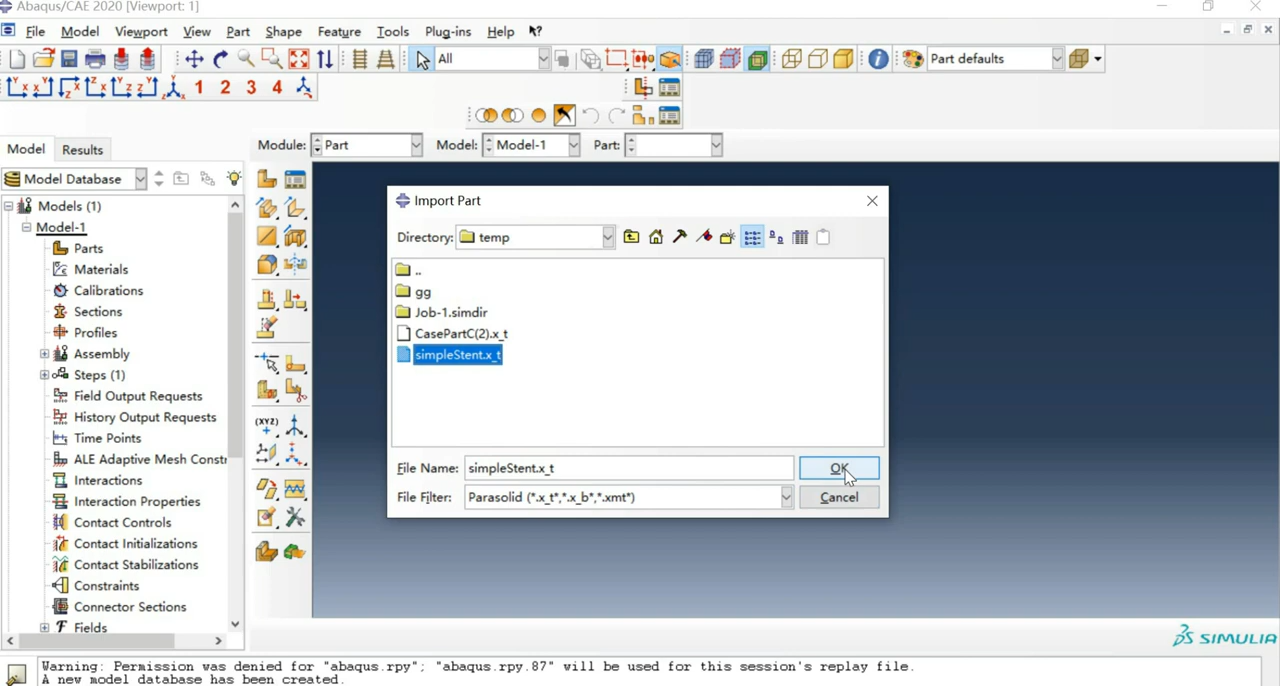 Abaqus/CAE 2020 [Viewport: 1]
File Model Viewport View Part Shape Feature Tools Plug-ins Help
All
Part defaults
1 2 3 4
Model Results
Module: Part Model: Model-1 Part:
Model Database
Models (1)
Model-1
Parts
Materials
Calibrations
Sections
Profiles
Assembly
Steps (1)
Field Output Requests
History Output Requests
Time Points
ALE Adaptive Mesh Constr
Interactions
Interaction Properties
Contact Controls
Contact Initializations
Contact Stabilizations
Constraints
Connector Sections
Fields
(XYZ)
Import Part
Directory: temp
..
gg
Job-1.simdir
CasePartC(2).x_t
simpleStent.x_t
File Name: simpleStent.x_t OK
File Filter: Parasolid (*.x_t*,*.x_b*,*.xmt*) Cancel
SIMULIA
Warning: Permission was denied for "abaqus.rpy"; "abaqus.rpy.87" will be used for this session's replay file.
A new model database has been created.